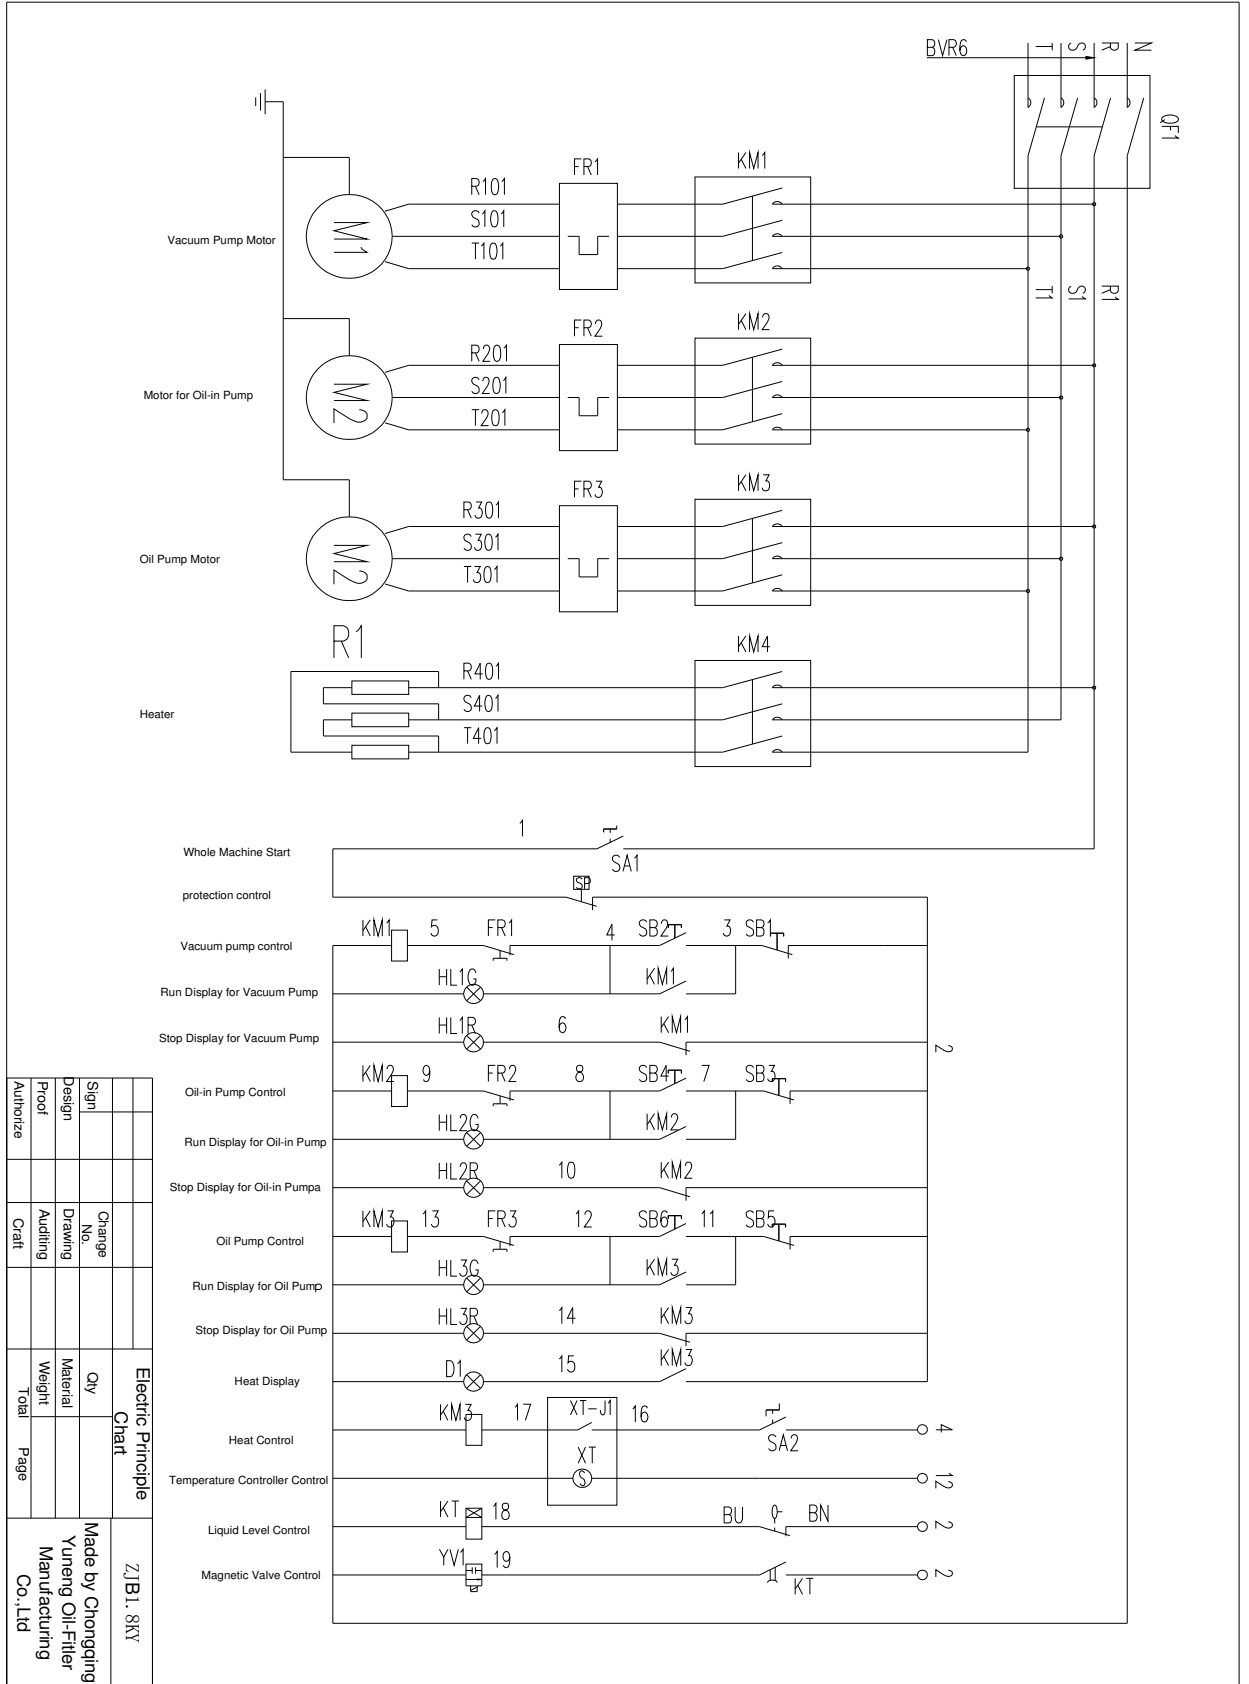 BVR6
T
S
R
N
QF1
FR1
KM1
R101
S101
T101
M1
Vacuum Pump Motor
T1
S1
R1
FR2
KM2
R201
S201
T201
M2
Motor for Oil-in Pump
FR3
KM3
R301
S301
T301
M2
Oil Pump Motor
R1
KM4
R401
S401
T401
Heater
1
Whole Machine Start
SA1
SP
protection control
KM1
5
FR1
4
SB2
3
SB1
Vacuum pump control
HL1G
KM1
Run Display for Vacuum Pump
HL1R
6
KM1
Stop Display for Vacuum Pump
2
KM2
9
FR2
8
SB4
7
SB3
Oil-in Pump Control
HL2G
KM2
Run Display for Oil-in Pump
HL2R
10
KM2
Stop Display for Oil-in Pumpa
KM3
13
FR3
12
SB6
11
SB5
Oil Pump Control
HL3G
KM3
Run Display for Oil Pump
HL3R
14
KM3
Stop Display for Oil Pump
D1
15
KM3
Heat Display
KM3
17
XT-J1
16
SA2
4
Heat Control
XT
S
12
Temperature Controller Control
KT
18
BU
BN
2
Liquid Level Control
YV1
19
KT
2
Magnetic Valve Control
Sign
Design
Proof
Authorize
Change
No.
Drawing
Auditing
Craft
Electric Principle
Chart
Qty
Material
Weight
Total Page
ZJB1.8KY
Made by Chongqing
Yuneng Oil-Fitler
Manufacturing
Co.,Ltd